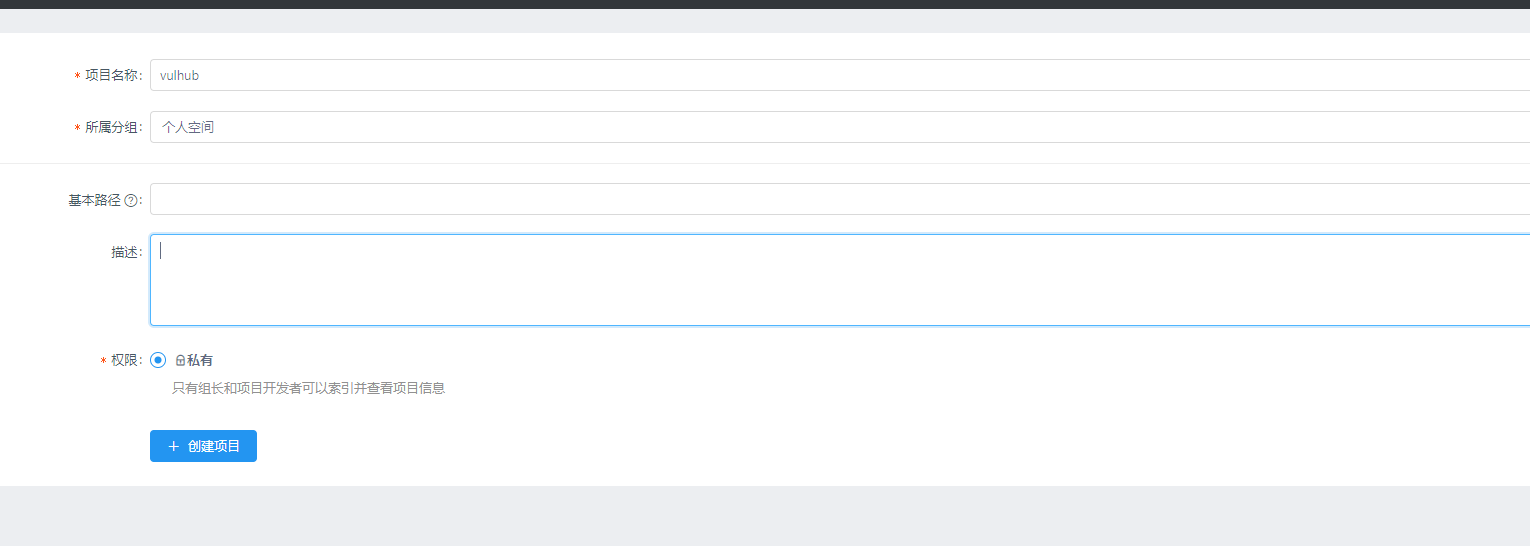 * 项目名称: vulhub
* 所属分组: 个人空间
基本路径 ?:
描述:
* 权限: 私有
只有组长和项目开发者可以索引并查看项目信息
+ 创建项目